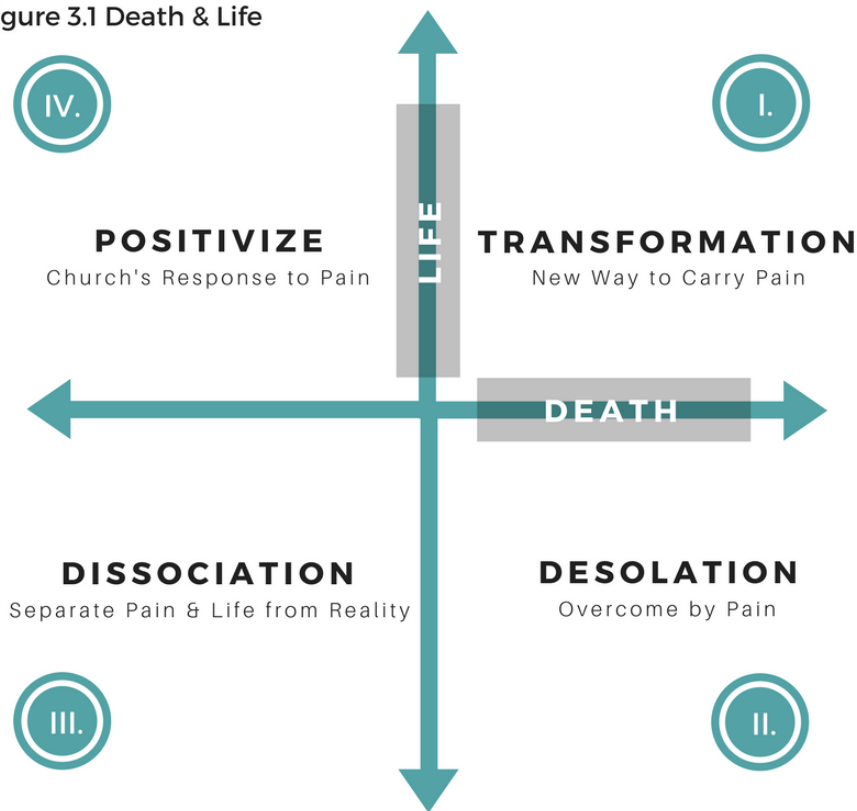 gure 3.1 Death & Life
IV.
I.
POSITIVIZE
Church's Response to Pain
LIFE
TRANSFORMATION
New Way to Carry Pain
DEATH
DISSOCIATION
Separate Pain & Life from Reality
DESOLATION
Overcome by Pain
III.
II.